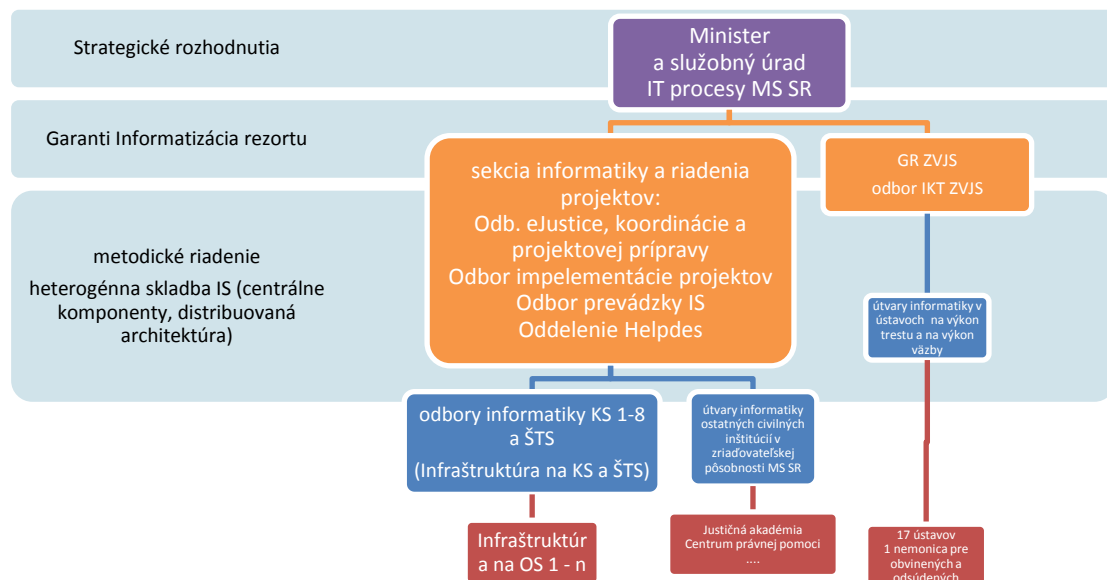 Strategické rozhodnutia
Minister
a služobný úrad
IT procesy MS SR
Garanti Informatizácia rezortu
sekcia informatiky a riadenia
projektov:
Odb. eJustice, koordinácie a
projektovej prípravy
Odbor impelementácie projektov
Odbor prevádzky IS
Oddelenie Helpdes
GR ZVJS
odbor IKT ZVJS
metodické riadenie
heterogénna skladba IS (centrálne
komponenty, distribuovaná
architektúra)
útvary informatiky v
ústavoch na výkon
trestu a na výkon
väzby
odbory informatiky KS 1-8
a ŠTS
(Infraštruktúra na KS a ŠTS)
útvary informatiky
ostatných civilných
inštitúcií v
zriaďovateľskej
pôsobnosti MS SR
Infraštruktúr
a na OS 1 - n
Justičná akadémia
Centrum právnej pomoci
....
17 ústavov
1 nemonica pre
obvinených a
odsúdených